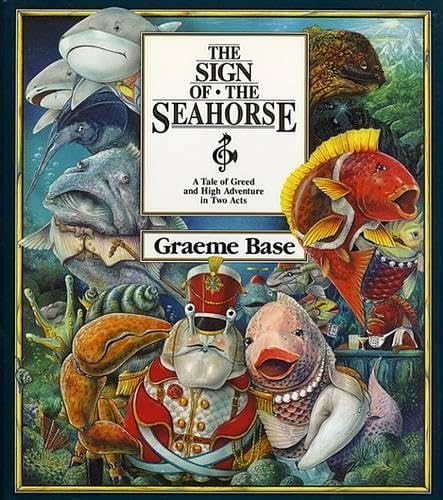 THE
SIGN
OF · THE
SEAHORSE
A Tale of Greed
and High Adventure
in Two Acts
Graeme Base